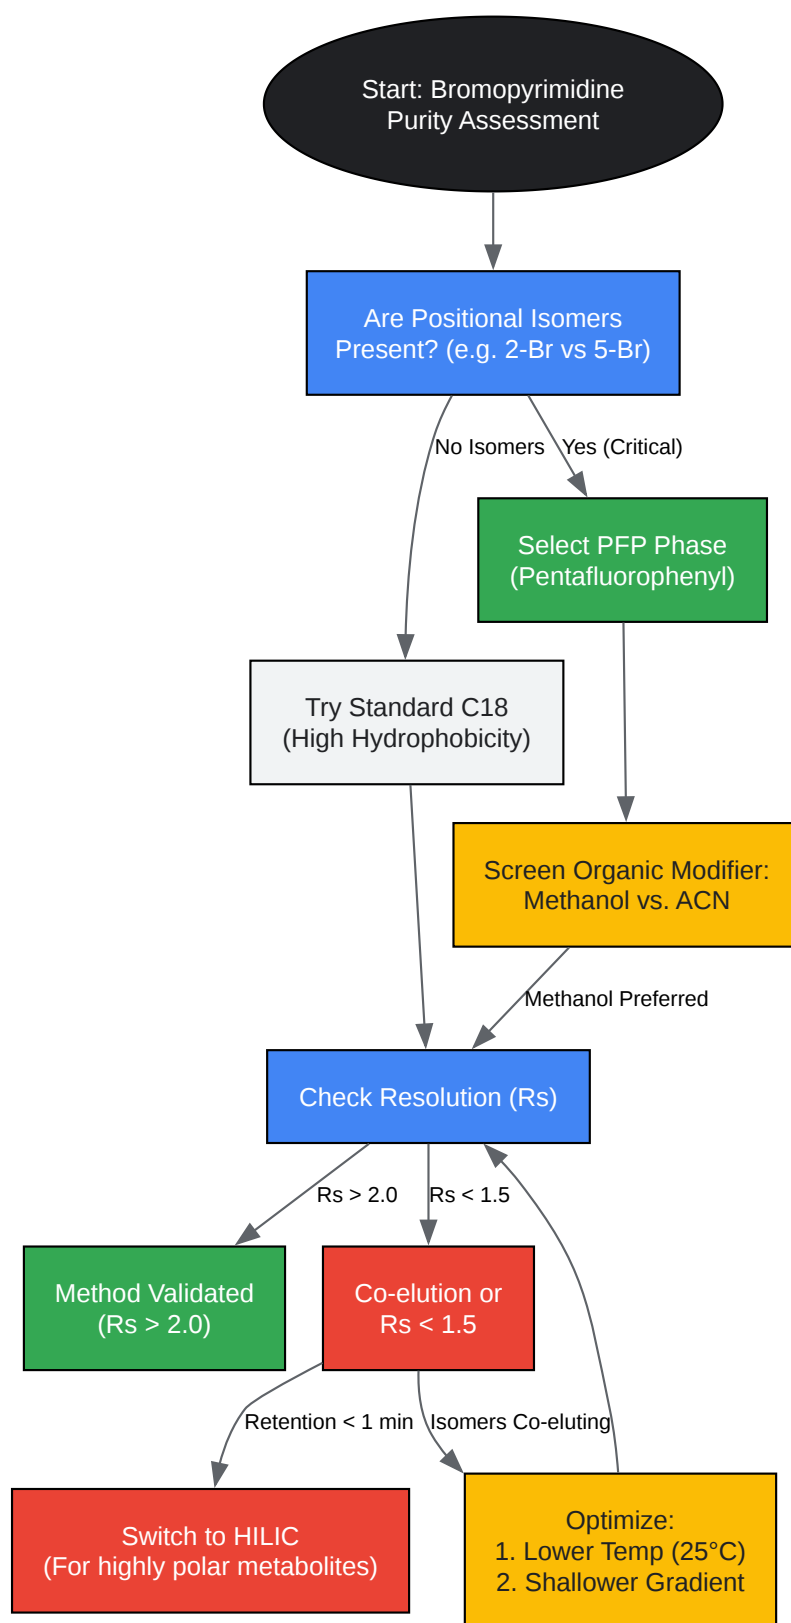 Start: Bromopyrimidine
Purity Assessment
Are Positional Isomers
Present? (e.g. 2-Br vs 5-Br)
No Isomers
Yes (Critical)
Select PFP Phase
(Pentafluorophenyl)
Try Standard C18
(High Hydrophobicity)
Screen Organic Modifier:
Methanol vs. ACN
Methanol Preferred
Check Resolution (Rs)
Rs > 2.0
Rs < 1.5
Method Validated
(Rs > 2.0)
Co-elution or
Rs < 1.5
Retention < 1 min
Isomers Co-eluting
Switch to HILIC
(For highly polar metabolites)
Optimize:
1. Lower Temp (25°C)
2. Shallower Gradient